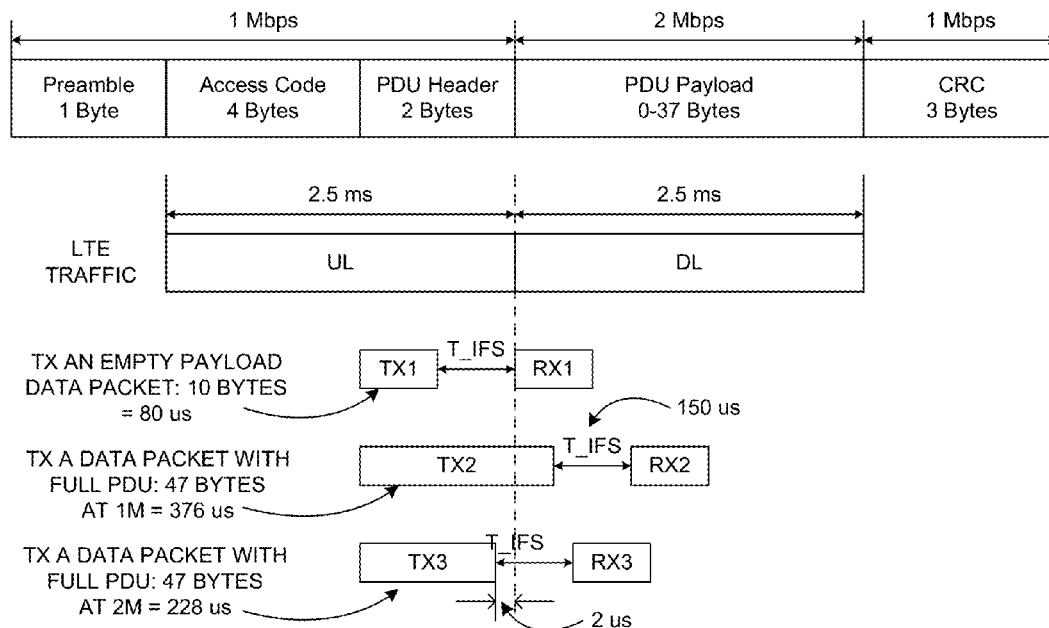 1 Mbps
2 Mbps
1 Mbps
Preamble
1 Byte
Access Code
4 Bytes
PDU Header
2 Bytes
PDU Payload
0-37 Bytes
CRC
3 Bytes
2.5 ms
2.5 ms
LTE
TRAFFIC
UL
DL
TX AN EMPTY PAYLOAD
DATA PACKET: 10 BYTES
= 80 us
TX1
T_IFS
RX1
150 us
TX A DATA PACKET WITH
FULL PDU: 47 BYTES
AT 1M = 376 us
TX2
T_IFS
RX2
TX A DATA PACKET WITH
FULL PDU: 47 BYTES
AT 2M = 228 us
TX3
T_IFS
RX3
2 us